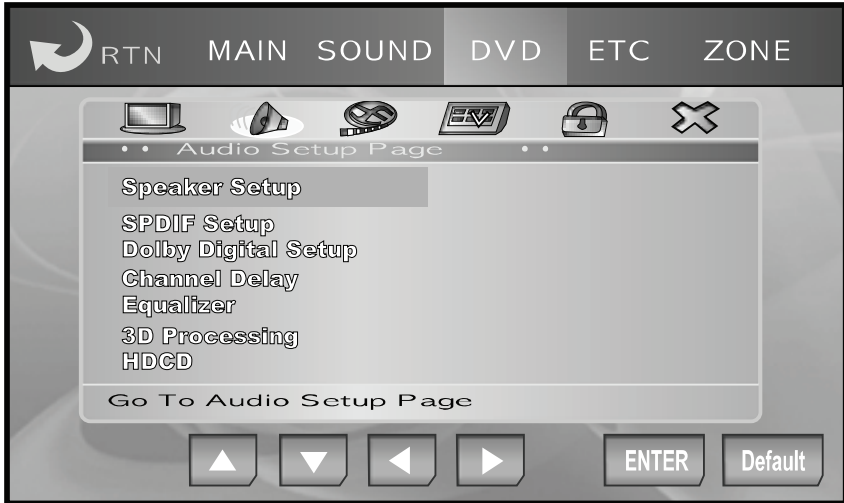 RTN MAIN SOUND DVD ETC ZONE
Audio Setup Page
Speaker Setup
SPDIF Setup
Dolby Digital Setup
Channel Delay
Equalizer
3D Processing
HDCD
Go To Audio Setup Page
ENTER Default